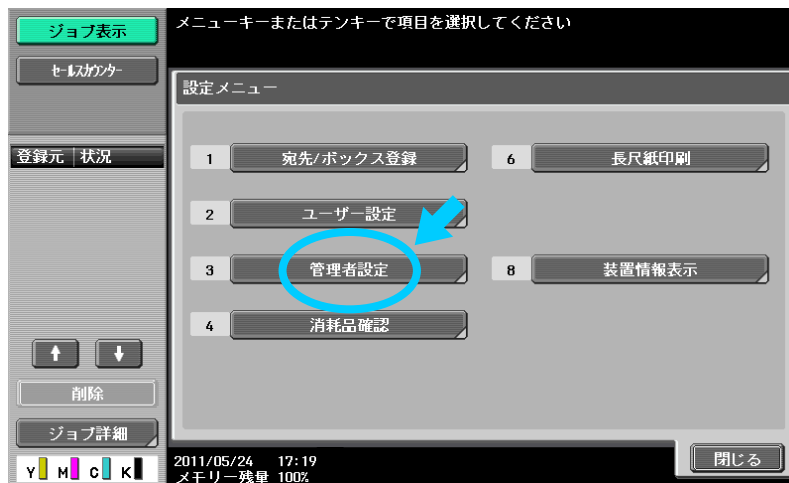 ジョブ表示
セールスカウンター
登録元 状況
削除
ジョブ詳細
Y M C K
メニューキーまたはテンキーで項目を選択してください
設定メニュー
1 宛先/ボックス登録
2 ユーザー設定
3 管理者設定
4 消耗品確認
6 長尺紙印刷
8 装置情報表示
2011/05/24 17:19
メモリー残量 100%
閉じる